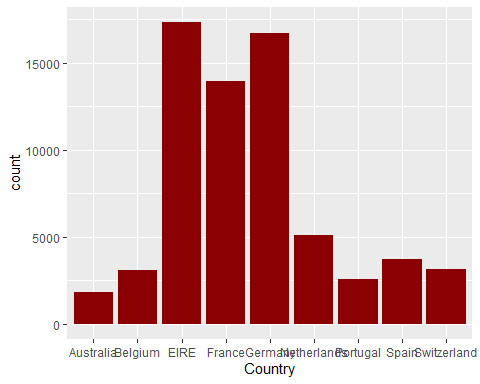 15000
10000
5000
0
count
Australia Belgium EIRE France Germany Netherlands Portugal Spain Switzerland
Country